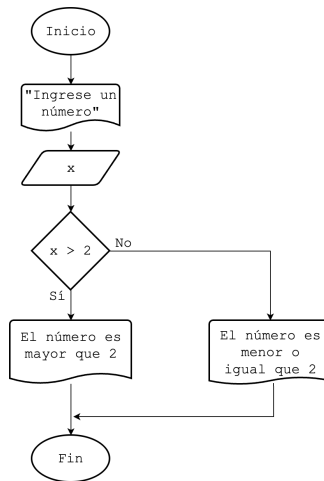 Inicio
"Ingrese un
número"
x
x > 2
No
Sí
El número es
mayor que 2
El número es
menor o
igual que 2
Fin